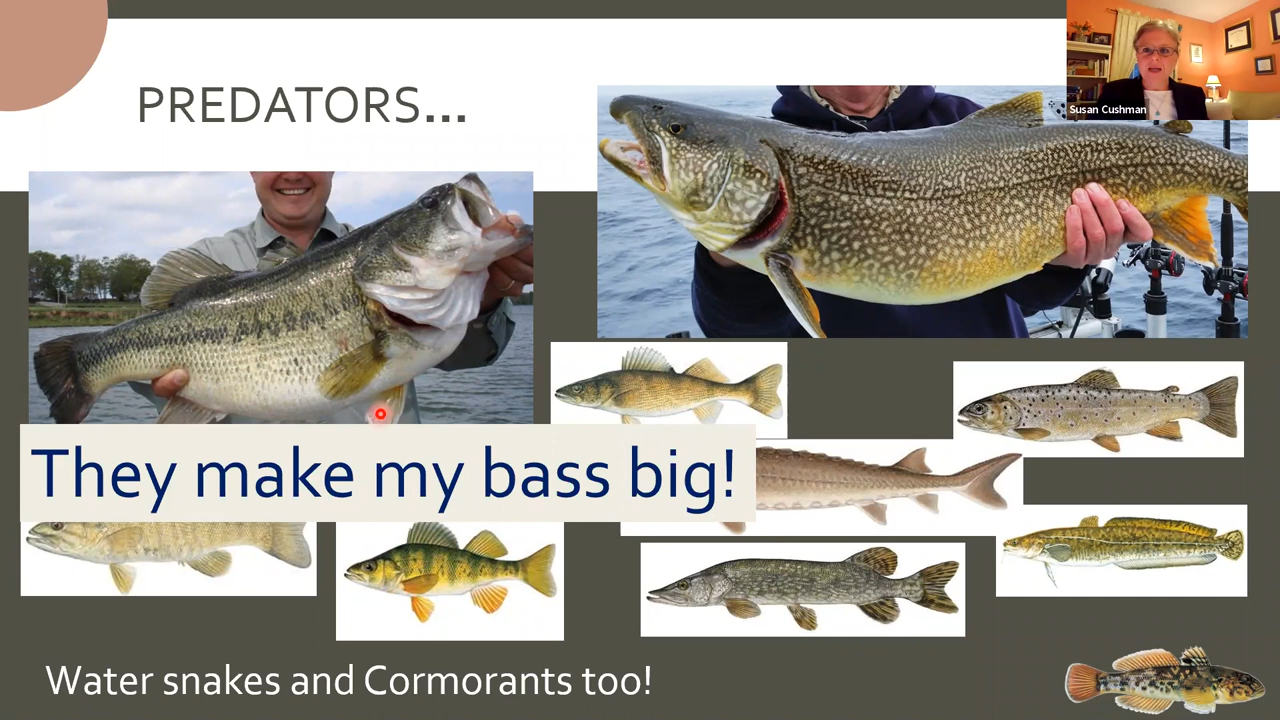 PREDATORS...
Susan Cushman
They make my bass big!
Water snakes and Cormorants too!